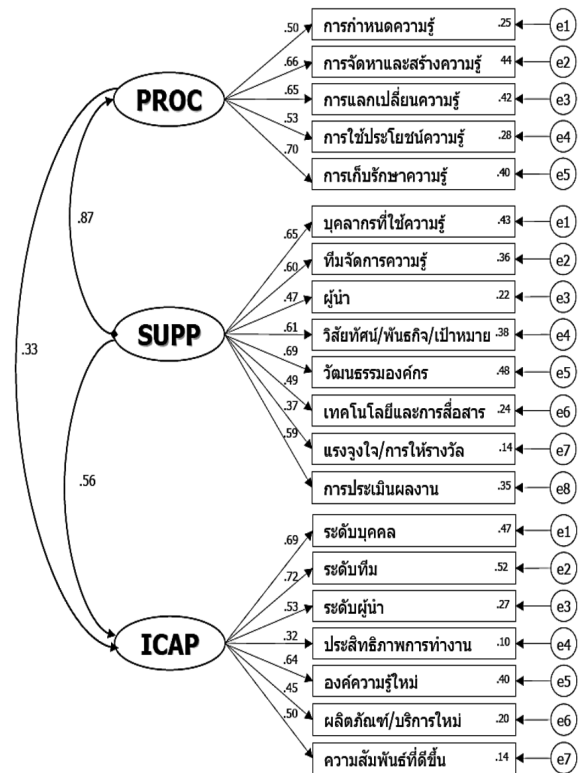 .50 การกำหนดความรู้ .25 e1
.66 การจัดหาและสร้างความรู้ .44 e2
.65 การแลกเปลี่ยนความรู้ .42 e3
PROC
.53 การใช้ประโยชน์ความรู้ .28 e4
.70 การเก็บรักษาความรู้ .40 e5
.87
.65 บุคลากรที่ใช้ความรู้ .43 e1
.60 ทีมจัดการความรู้ .36 e2
.47 ผู้นำ .22 e3
SUPP
.61 วิสัยทัศน์/พันธกิจ/เป้าหมาย .38 e4
.33
.69 วัฒนธรรมองค์กร .48 e5
.49 เทคโนโลยีและการสื่อสาร .24 e6
.37 แรงจูงใจ/การให้รางวัล .14 e7
.59 การประเมินผลงาน .35 e8
.56
.69 ระดับบุคคล .47 e1
.72 ระดับทีม .52 e2
.53 ระดับผู้นำ .27 e3
ICAP
.32 ประสิทธิภาพการทำงาน .10 e4
.64 องค์ความรู้ใหม่ .40 e5
.45 ผลิตภัณฑ์/บริการใหม่ .20 e6
.50 ความสัมพันธ์ที่ดีขึ้น .14 e7